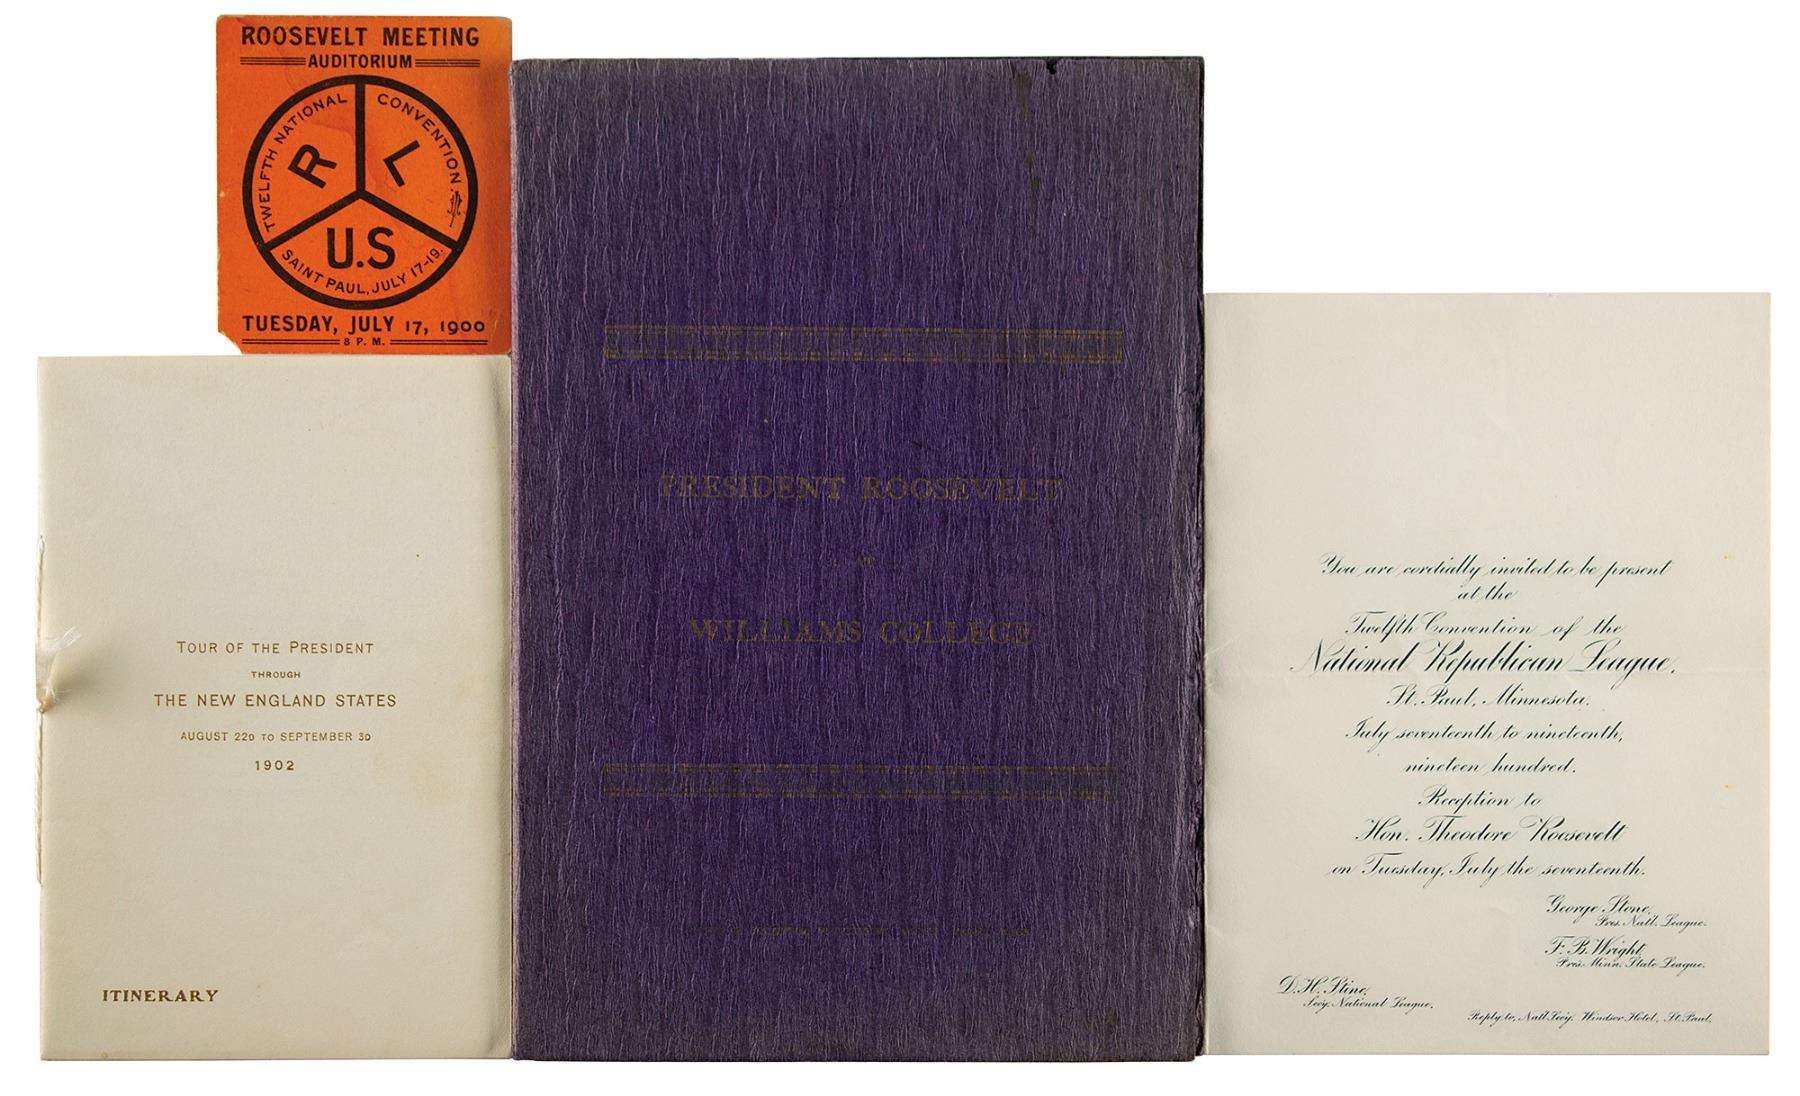 ROOSEVELT MEETING
AUDITORIUM
TWELFTH NATIONAL CONVENTION.
R L
U.S
SAINT PAUL, JULY 17-19.
TUESDAY, JULY 17, 1900
8 P. M.
TOUR OF THE PRESIDENT
THROUGH
THE NEW ENGLAND STATES
AUGUST 22D TO SEPTEMBER 3D
1902
ITINERARY
PRESIDENT ROOSEVELT
AT
WILLIAMS COLLEGE
You are cordially invited to be present
at the
Twelfth Convention of the
National Republican League.
St. Paul, Minnesota.
July seventeenth to nineteenth,
nineteen hundred.
Reception to
Hon. Theodore Roosevelt
on Tuesday, July the seventeenth.
George Stone,
Pres. Natl. League.
F. B. Wright,
Pres. Minn. State League.
D. H. Stine,
Secy. National League.
Reply to, Natl. Secy. Windsor Hotel, St. Paul.